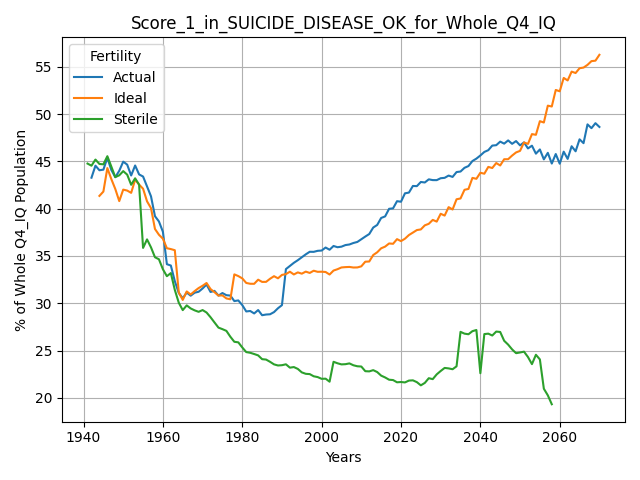 Score_1_in_SUICIDE_DISEASE_OK_for_Whole_Q4_IQ
Fertility
Actual
Ideal
Sterile
% of Whole Q4_IQ Population
55
50
45
40
35
30
25
20
1940
1960
1980
2000
2020
2040
2060
Years